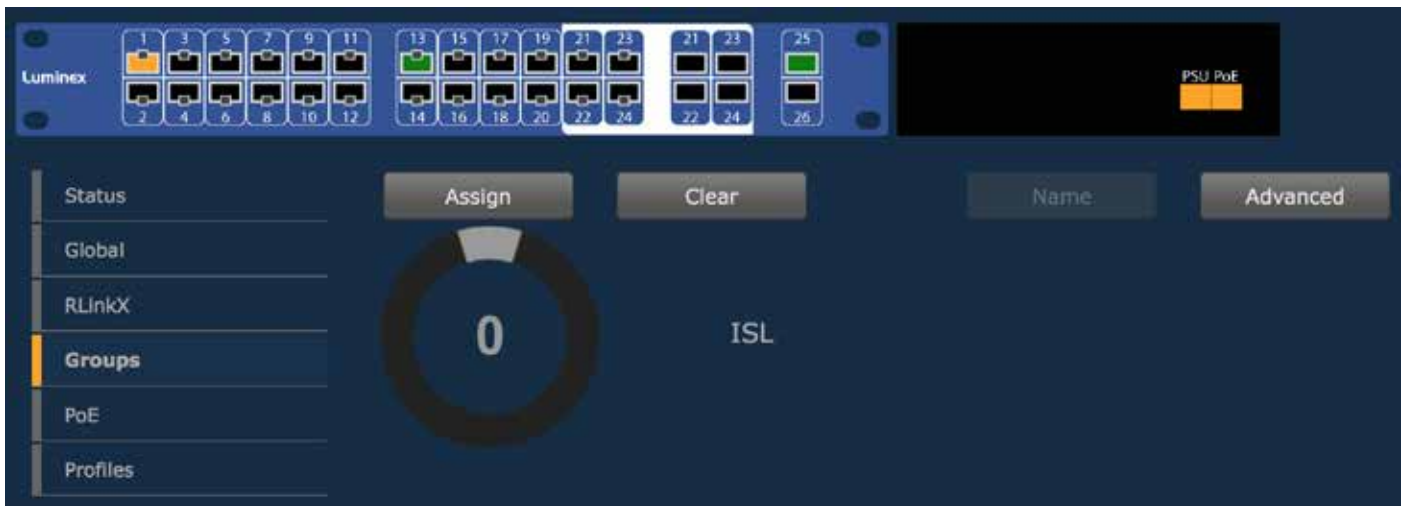 1 3 5 7 9 11 13 15 17 19 21 23 21 23 25
Luminex
PSU PoE
2 4 6 8 10 12 14 16 18 20 22 24 22 24 26
Status
Assign Clear Name Advanced
Global
RLinkX
0 ISL
Groups
PoE
Profiles